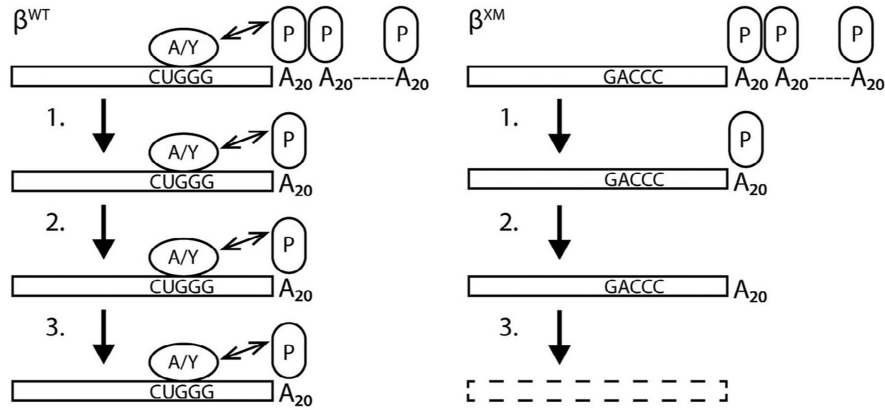 β^WT
A/Y P P P
CUGGG A₂₀ A₂₀-----A₂₀
1.
A/Y P
CUGGG A₂₀
2.
A/Y P
CUGGG A₂₀
3.
A/Y P
CUGGG A₂₀
β^XM
P P P
GACCC A₂₀ A₂₀-----A₂₀
1.
P
GACCC A₂₀
2.
GACCC A₂₀
3.